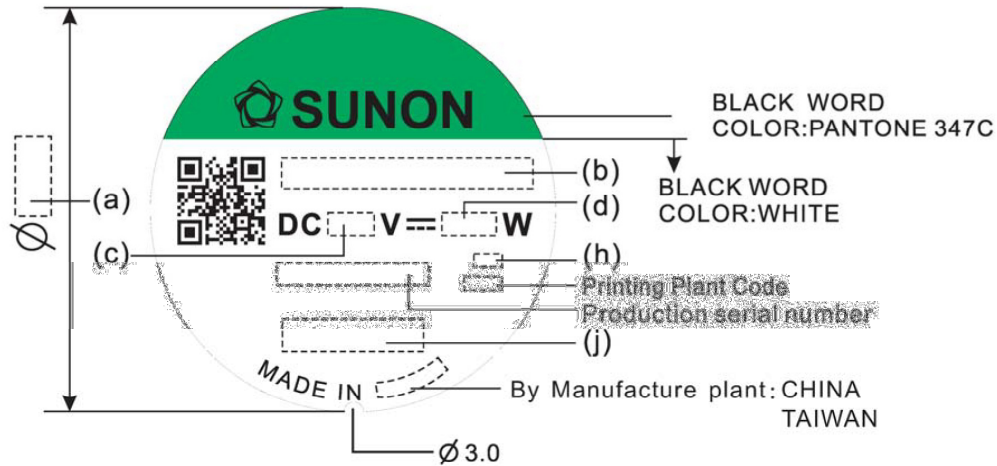 SUNON
BLACK WORD
COLOR:PANTONE 347C
(b)
BLACK WORD
COLOR:WHITE
(a)
(d)
DC V⎓ W
(c)
(h)
Printing Plant Code
Production serial number
(j)
MADE IN
By Manufacture plant: CHINA
TAIWAN
Ø
Ø 3.0